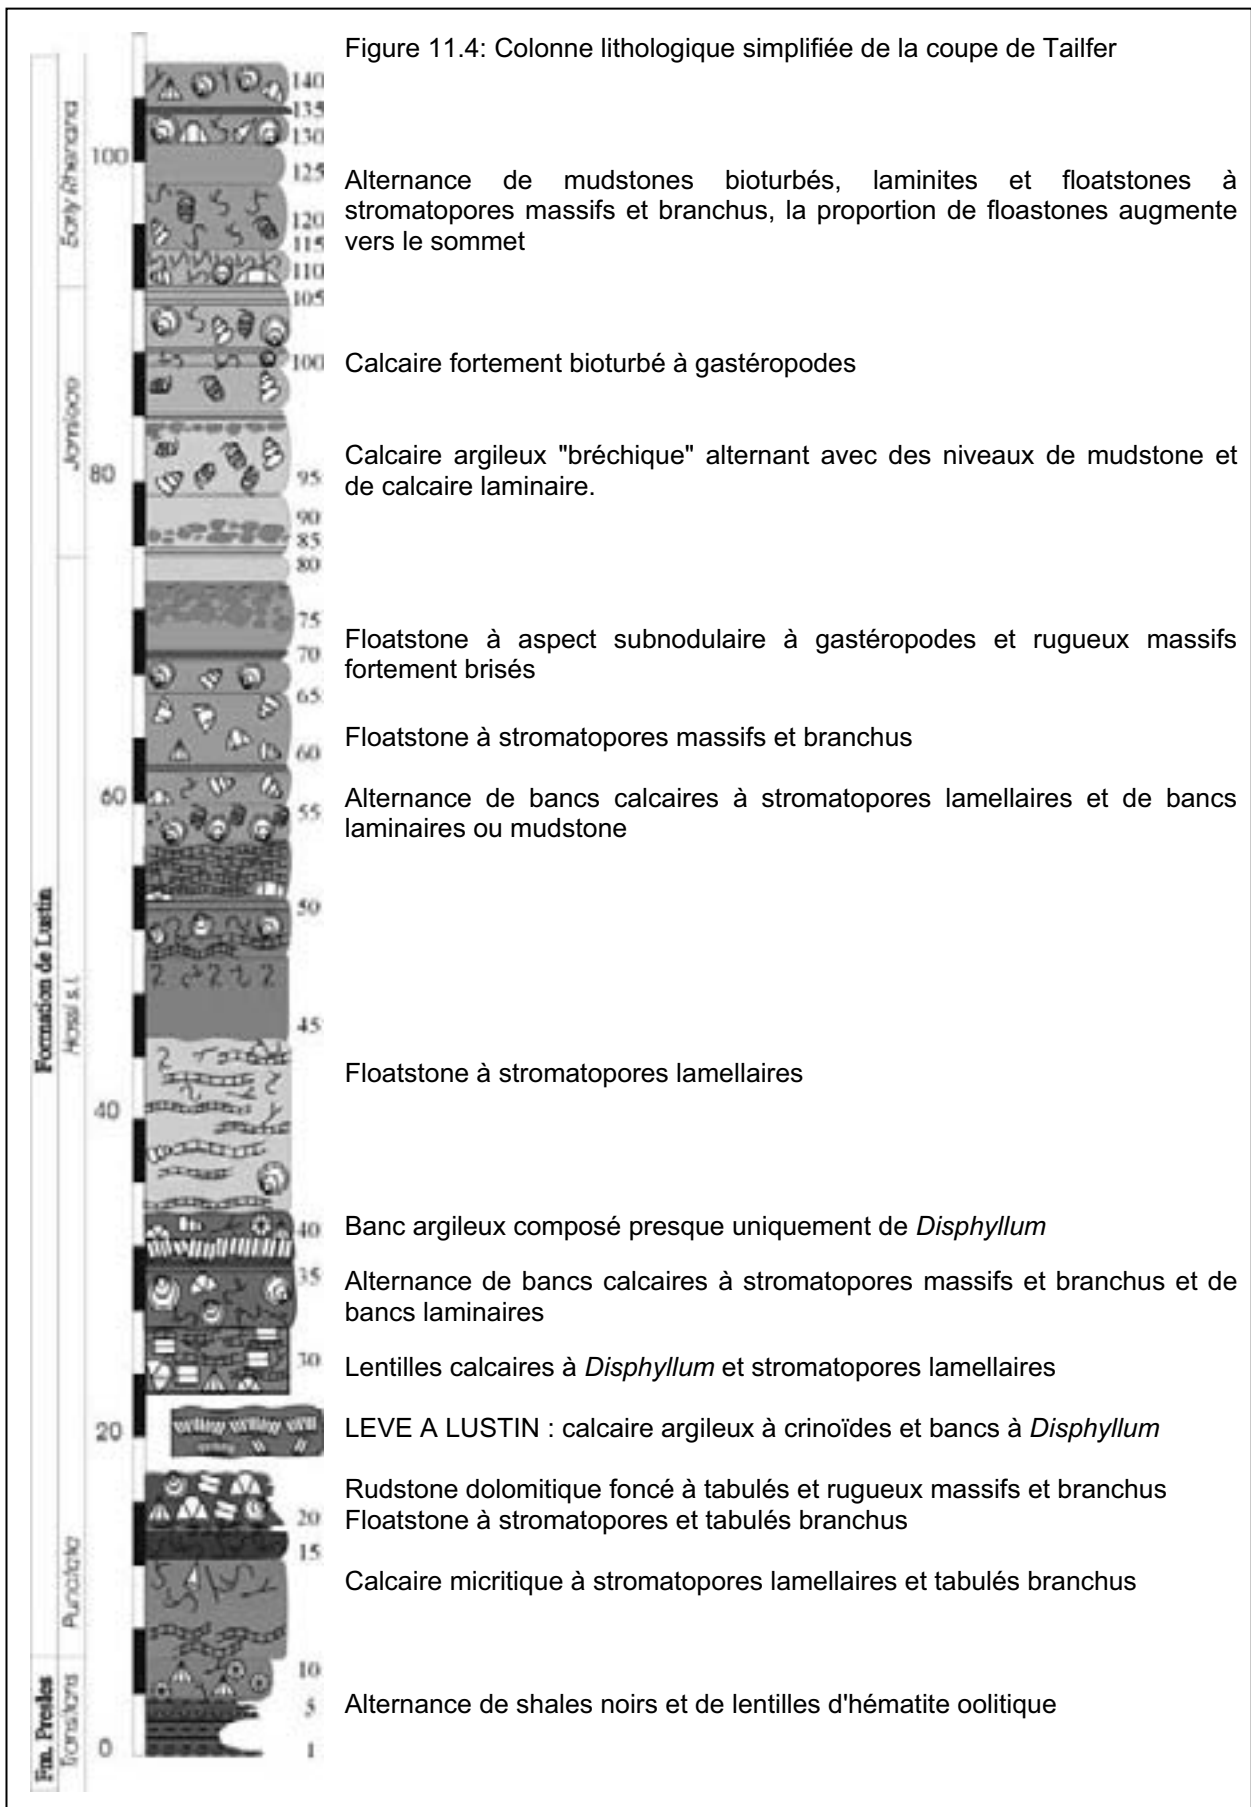 Figure 11.4: Colonne lithologique simplifiée de la coupe de Tailfer
140
135
130
100
125
Alternance de mudstones bioturbés, laminites et floatstones à
stromatopores massifs et branchus, la proportion de floastones augmente
vers le sommet
120
115
110
105
Early Rhenana
100
Calcaire fortement bioturbé à gastéropodes
Jamieae
Calcaire argileux "bréchique" alternant avec des niveaux de mudstone et
de calcaire laminaire.
80
95
90
85
80
75
70
Floatstone à aspect subnodulaire à gastéropodes et rugueux massifs
fortement brisés
65
60
Floatstone à stromatopores massifs et branchus
60
55
Alternance de bancs calcaires à stromatopores lamellaires et de bancs
laminaires ou mudstone
50
Formation de Lustin
Hassi s.l.
45
Floatstone à stromatopores lamellaires
40
40
Banc argileux composé presque uniquement de Disphyllum
35
Alternance de bancs calcaires à stromatopores massifs et branchus et de
bancs laminaires
30
Lentilles calcaires à Disphyllum et stromatopores lamellaires
20
LEVE A LUSTIN : calcaire argileux à crinoïdes et bancs à Disphyllum
Rudstone dolomitique foncé à tabulés et rugueux massifs et branchus
20
Floatstone à stromatopores et tabulés branchus
15
Punctata
Calcaire micritique à stromatopores lamellaires et tabulés branchus
10
Fm. Presles
Transitans
5
Alternance de shales noirs et de lentilles d'hématite oolitique
0
1